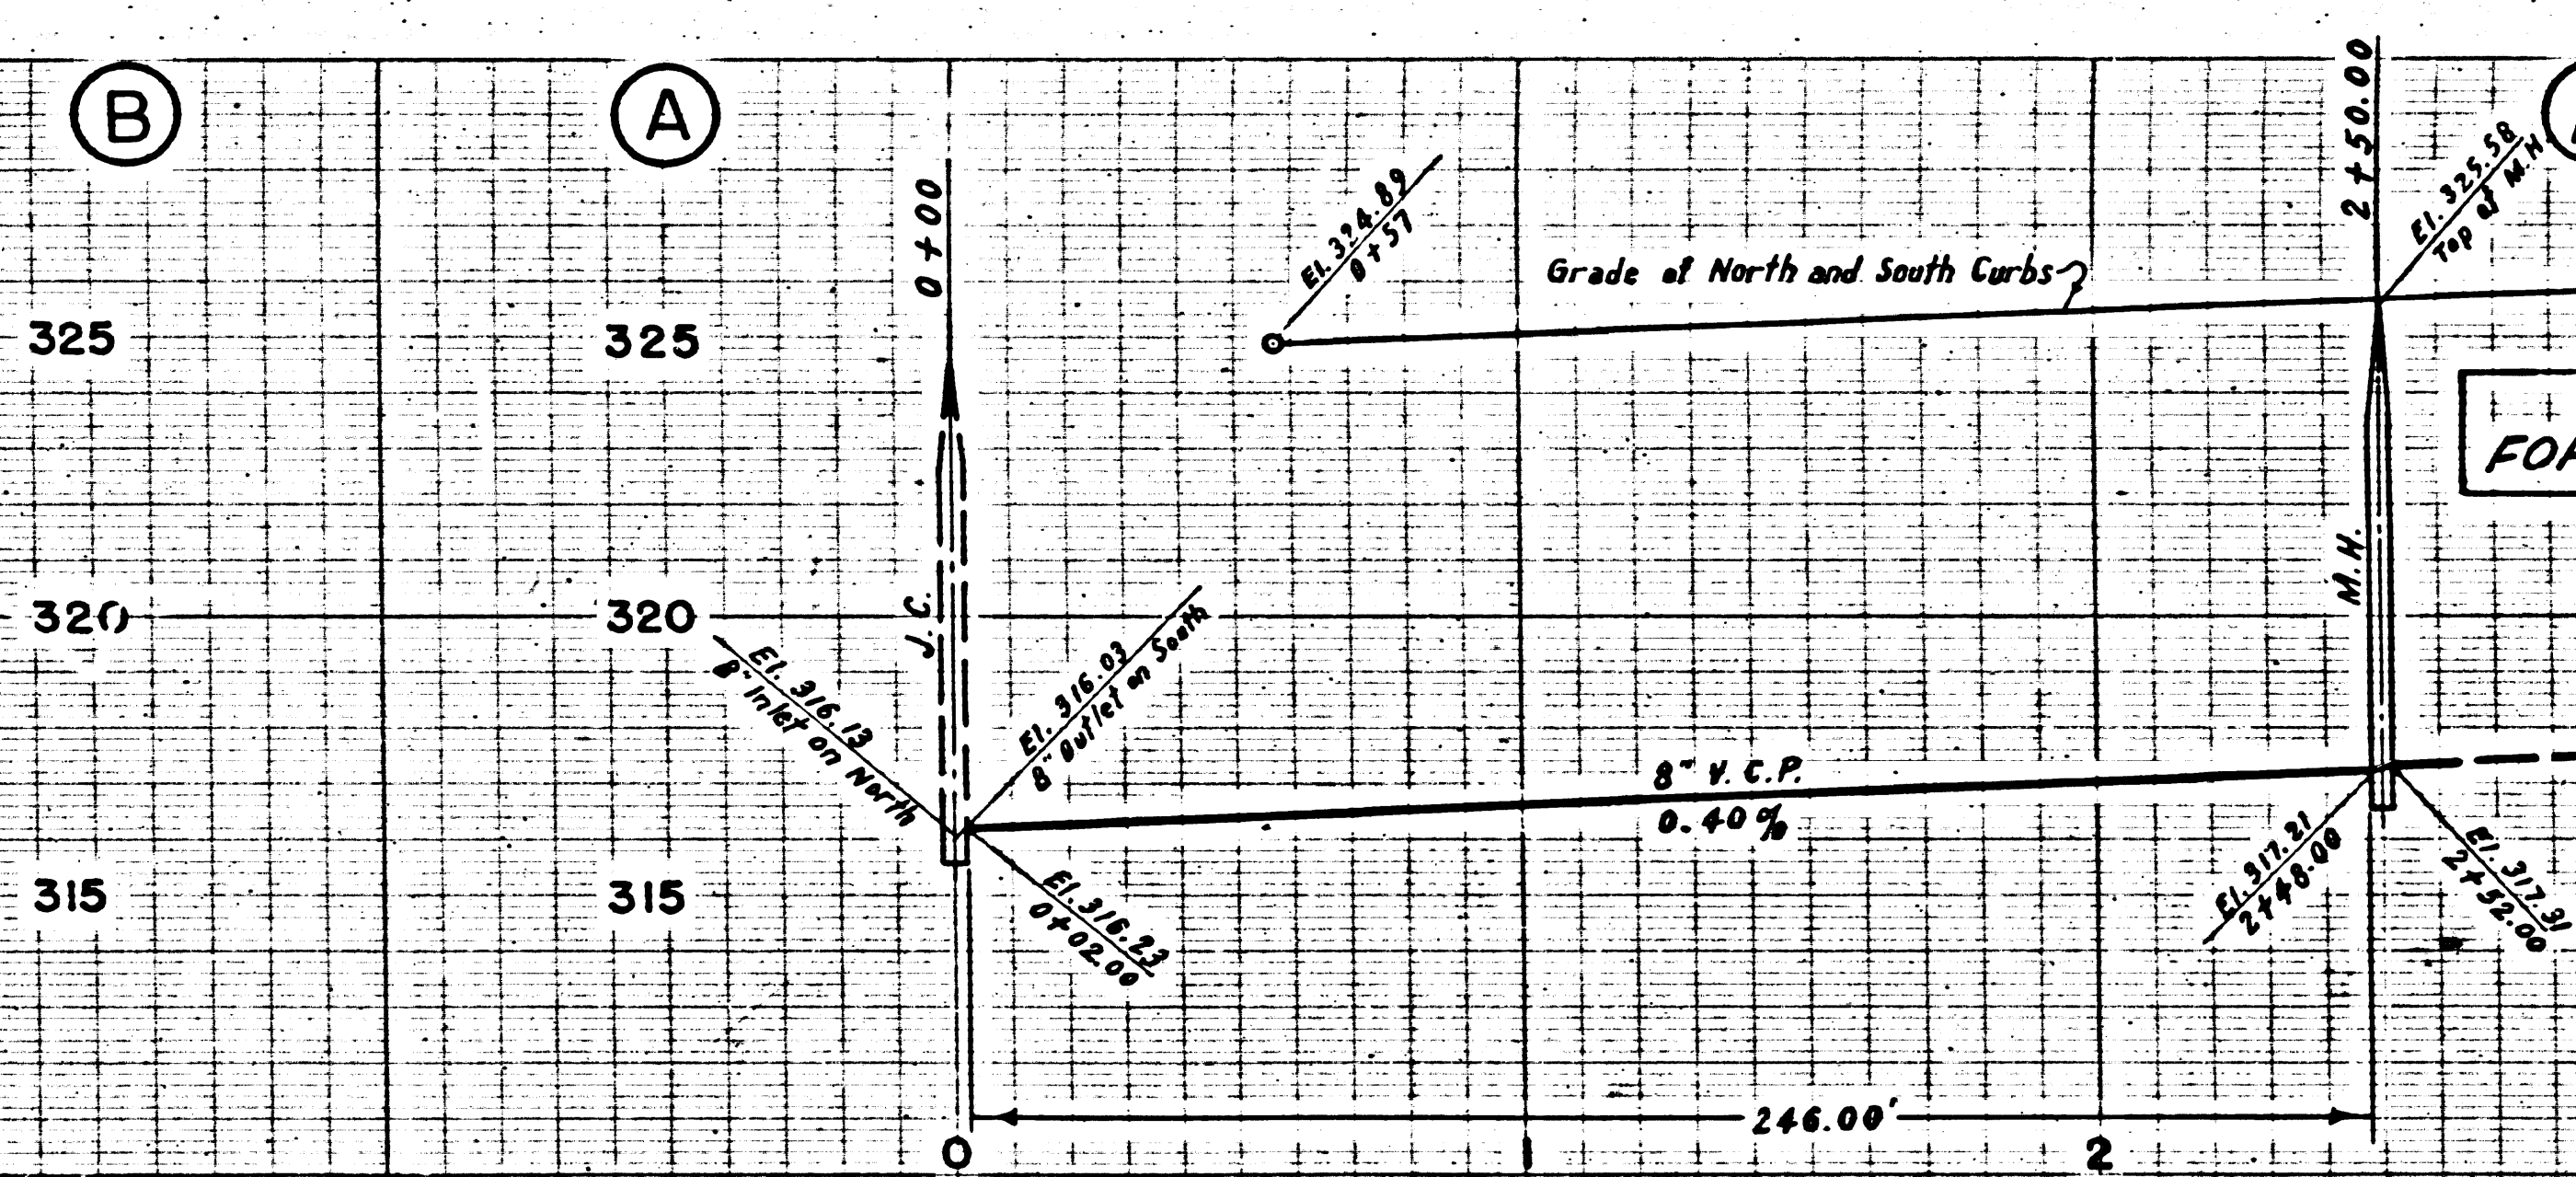 B
A
0+00
2+50.00
El. 324.89
0+57
El. 325.58
Top of M.H.
Grade of North and South Curbs
325
325
FOR
M.H.
320
320
El. 316.13
8" Inlet on North
El. 316.03
8" Outlet on South
8" V.C.P.
0.40%
315
315
El. 316.23
0+02.00
El. 317.21
2+48.00
El. 317.31
2+52.00
246.00'
0
1
2